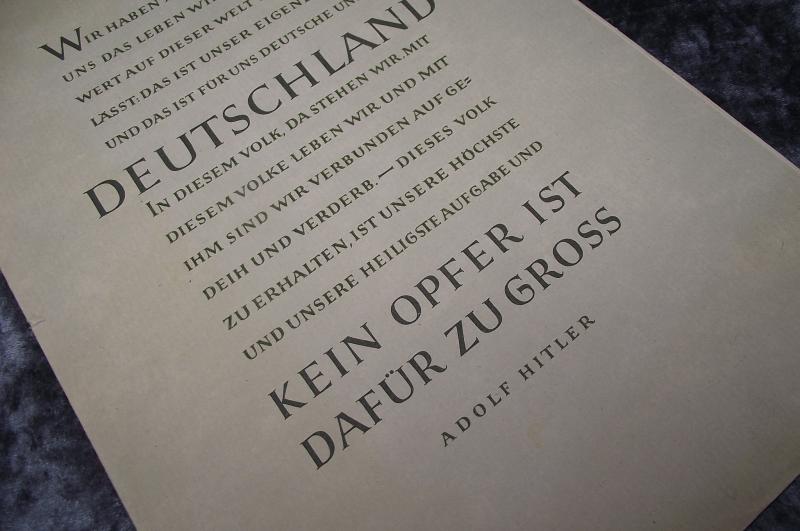 WIR HABEN
UNS DAS LEBEN
WERT AUF DIESER WELT
LÄSST: DAS IST UNSER
UND DAS IST FÜR UNS DEUTSCHE
DEUTSCHLAND
IN DIESEM VOLK, DA STEHEN WIR. MIT
DIESEM VOLKE LEBEN WIR UND MIT
IHM SIND WIR VERBUNDEN AUF GE=
DEIH UND VERDERB. — DIESES VOLK
ZU ERHALTEN, IST UNSERE HÖCHSTE
UND UNSERE HEILIGSTE AUFGABE UND
KEIN OPFER IST
DAFÜR ZU GROSS
ADOLF HITLER